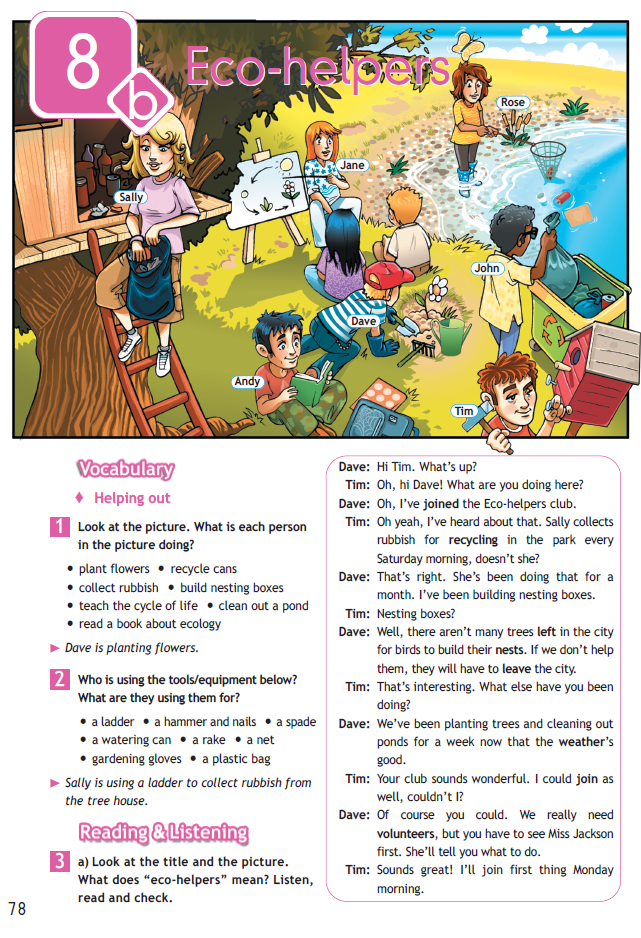 8
b
Eco-helpers
Rose
Jane
Sally
John
Dave
Andy
Tim
Vocabulary
♦ Helping out
1 Look at the picture. What is each person
in the picture doing?
• plant flowers • recycle cans
• collect rubbish • build nesting boxes
• teach the cycle of life • clean out a pond
• read a book about ecology
► Dave is planting flowers.
2 Who is using the tools/equipment below?
What are they using them for?
• a ladder • a hammer and nails • a spade
• a watering can • a rake • a net
• gardening gloves • a plastic bag
► Sally is using a ladder to collect rubbish from
the tree house.
Reading & Listening
3 a) Look at the title and the picture.
What does “eco-helpers” mean? Listen,
read and check.
78
Dave: Hi Tim. What's up?
Tim: Oh, hi Dave! What are you doing here?
Dave: Oh, I've joined the Eco-helpers club.
Tim: Oh yeah, I've heard about that. Sally collects
rubbish for recycling in the park every
Saturday morning, doesn't she?
Dave: That's right. She's been doing that for a
month. I've been building nesting boxes.
Tim: Nesting boxes?
Dave: Well, there aren't many trees left in the city
for birds to build their nests. If we don't help
them, they will have to leave the city.
Tim: That's interesting. What else have you been
doing?
Dave: We've been planting trees and cleaning out
ponds for a week now that the weather's
good.
Tim: Your club sounds wonderful. I could join as
well, couldn't I?
Dave: Of course you could. We really need
volunteers, but you have to see Miss Jackson
first. She'll tell you what to do.
Tim: Sounds great! I'll join first thing Monday
morning.